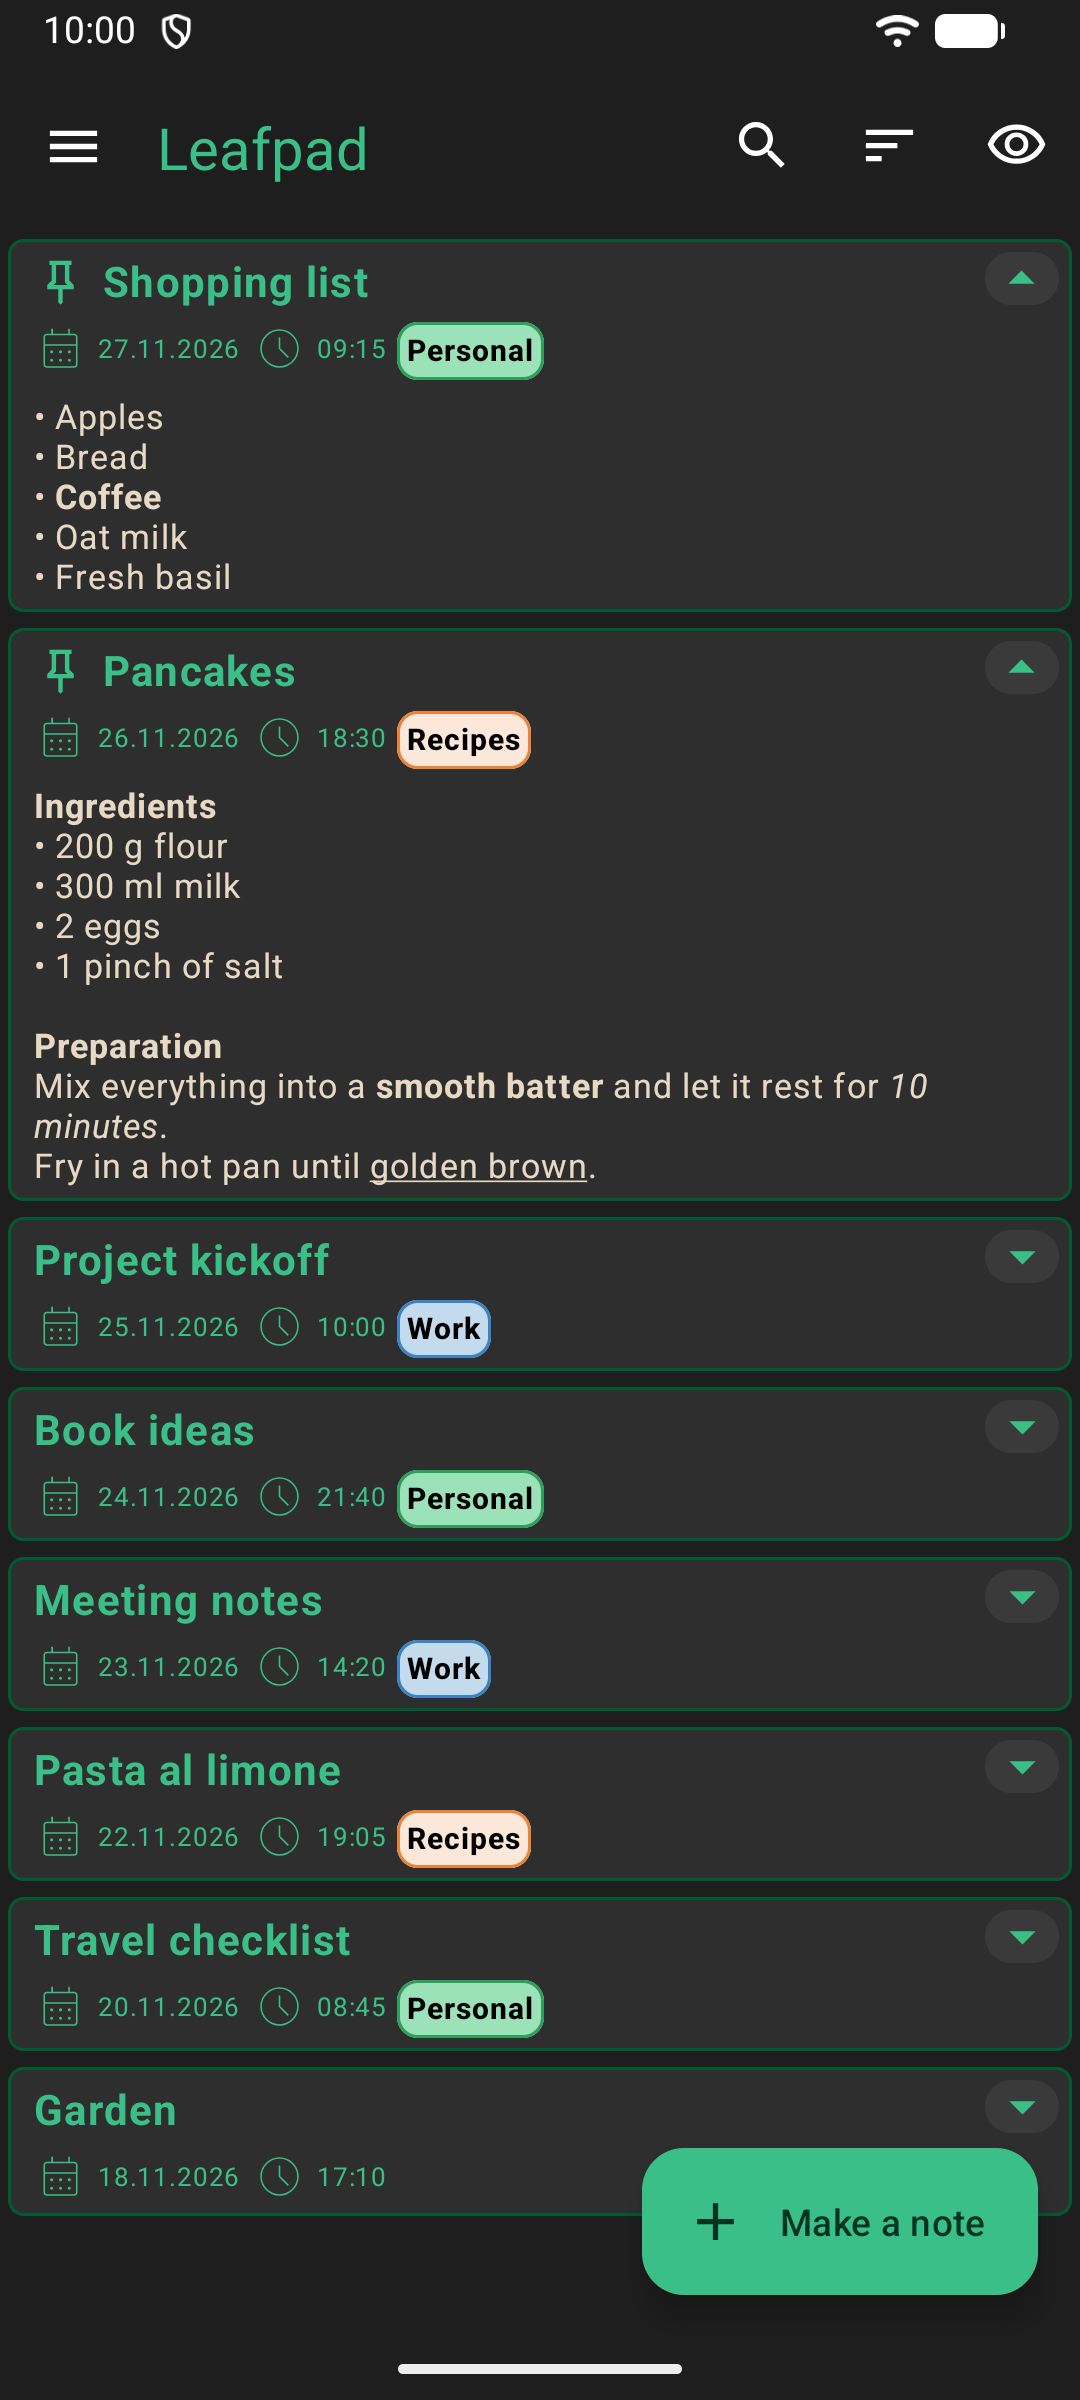 10:00
Leafpad
Shopping list
27.11.2026 09:15 Personal
• Apples
• Bread
• Coffee
• Oat milk
• Fresh basil
Pancakes
26.11.2026 18:30 Recipes
Ingredients
• 200 g flour
• 300 ml milk
• 2 eggs
• 1 pinch of salt
Preparation
Mix everything into a smooth batter and let it rest for 10
minutes.
Fry in a hot pan until golden brown.
Project kickoff
25.11.2026 10:00 Work
Book ideas
24.11.2026 21:40 Personal
Meeting notes
23.11.2026 14:20 Work
Pasta al limone
22.11.2026 19:05 Recipes
Travel checklist
20.11.2026 08:45 Personal
Garden
18.11.2026 17:10
Make a note